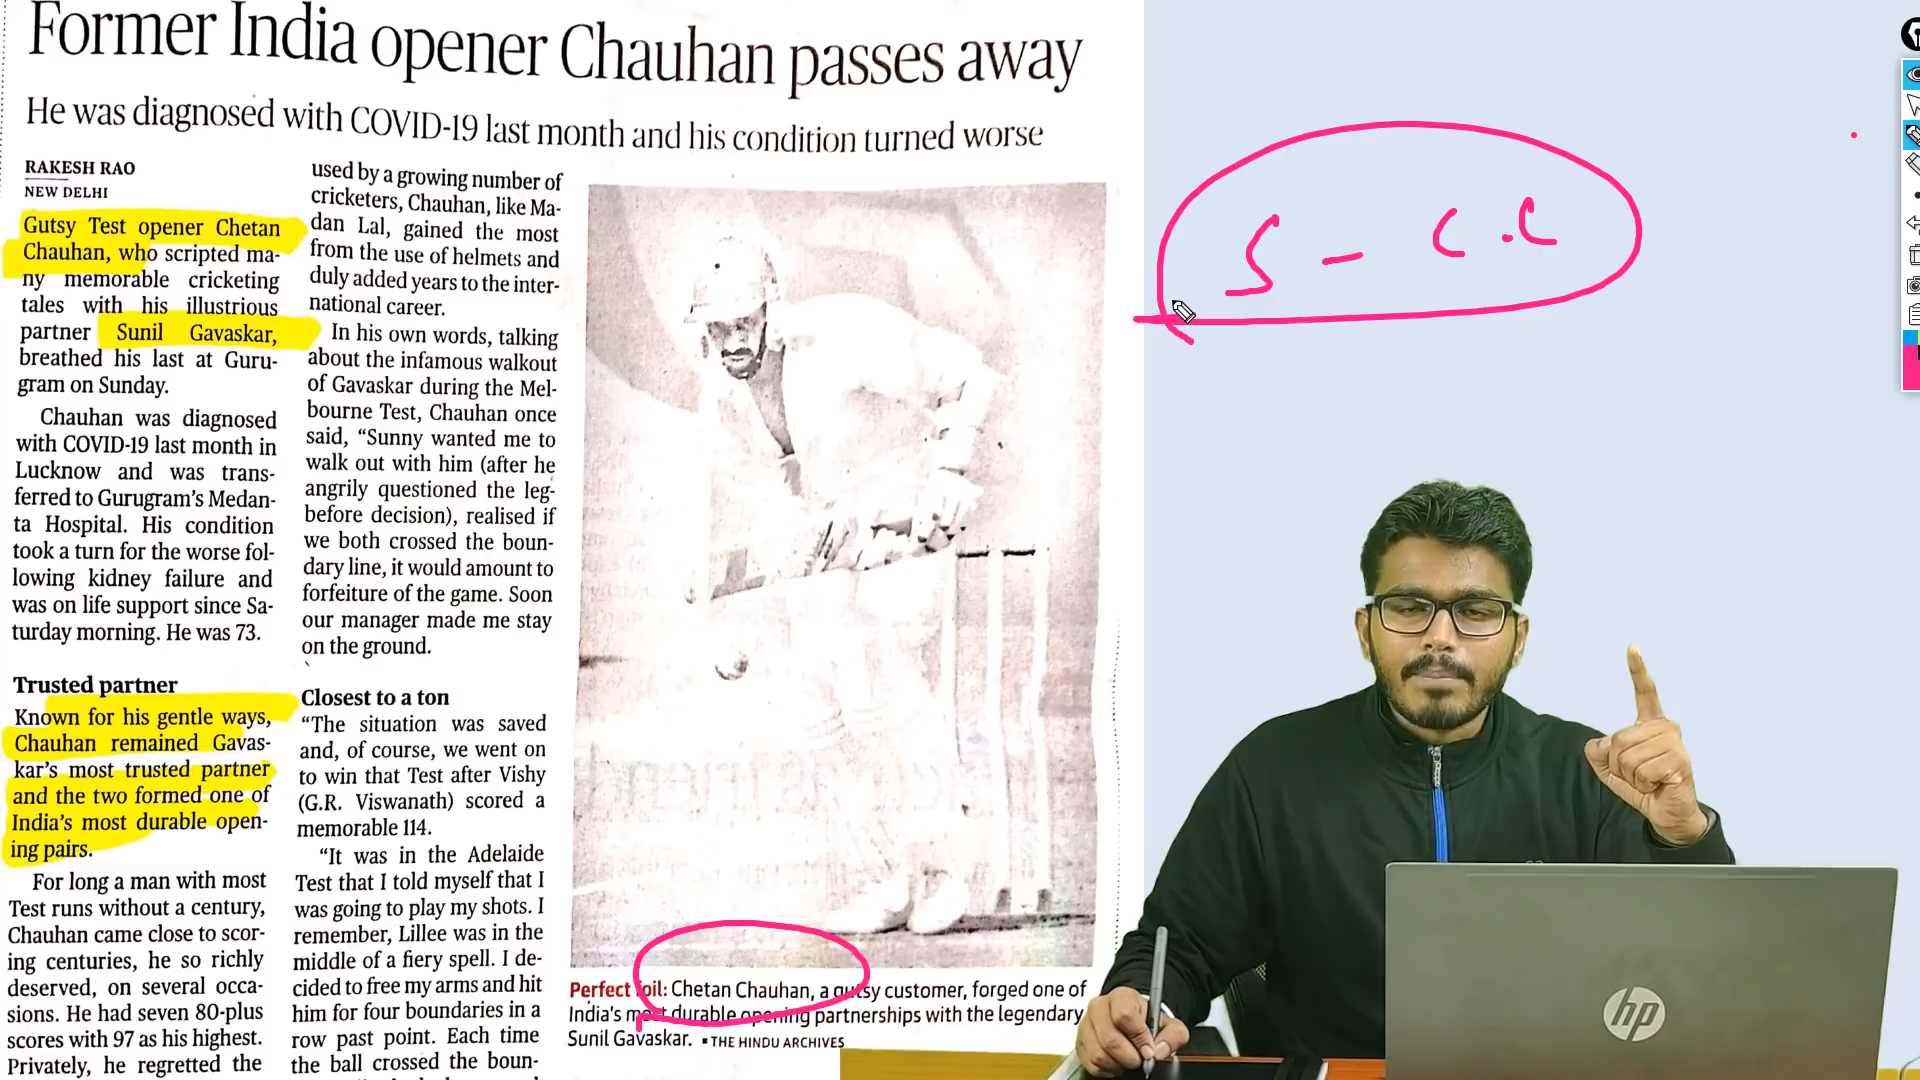 Former India opener Chauhan passes away
He was diagnosed with COVID-19 last month and his condition turned worse
RAKESH RAO
NEW DELHI
Gutsy Test opener Chetan
Chauhan, who scripted ma-
ny memorable cricketing
tales with his illustrious
partner Sunil Gavaskar,
breathed his last at Guru-
gram on Sunday.
Chauhan was diagnosed
with COVID-19 last month in
Lucknow and was trans-
ferred to Gurugram's Medan-
ta Hospital. His condition
took a turn for the worse fol-
lowing kidney failure and
was on life support since Sa-
turday morning. He was 73.
Trusted partner
Known for his gentle ways,
Chauhan remained Gavas-
kar's most trusted partner
and the two formed one of
India's most durable open-
ing pairs.
For long a man with most
Test runs without a century,
Chauhan came close to scor-
ing centuries, he so richly
deserved, on several occa-
sions. He had seven 80-plus
scores with 97 as his highest.
Privately, he regretted the
used by a growing number of
cricketers, Chauhan, like Ma-
dan Lal, gained the most
from the use of helmets and
duly added years to the inter-
national career.
In his own words, talking
about the infamous walkout
of Gavaskar during the Mel-
bourne Test, Chauhan once
said, “Sunny wanted me to
walk out with him (after he
angrily questioned the leg-
before decision), realised if
we both crossed the boun-
dary line, it would amount to
forfeiture of the game. Soon
our manager made me stay
on the ground.
Closest to a ton
“The situation was saved
and, of course, we went on
to win that Test after Vishy
(G.R. Viswanath) scored a
memorable 114.
“It was in the Adelaide
Test that I told myself that I
was going to play my shots. I
remember, Lillee was in the
middle of a fiery spell. I de-
cided to free my arms and hit
him for four boundaries in a
row past point. Each time
the ball crossed the boun-
Perfect foil: Chetan Chauhan, a gutsy customer, forged one of
India's most durable opening partnerships with the legendary
Sunil Gavaskar. ▪ THE HINDU ARCHIVES
S - C.C
hp